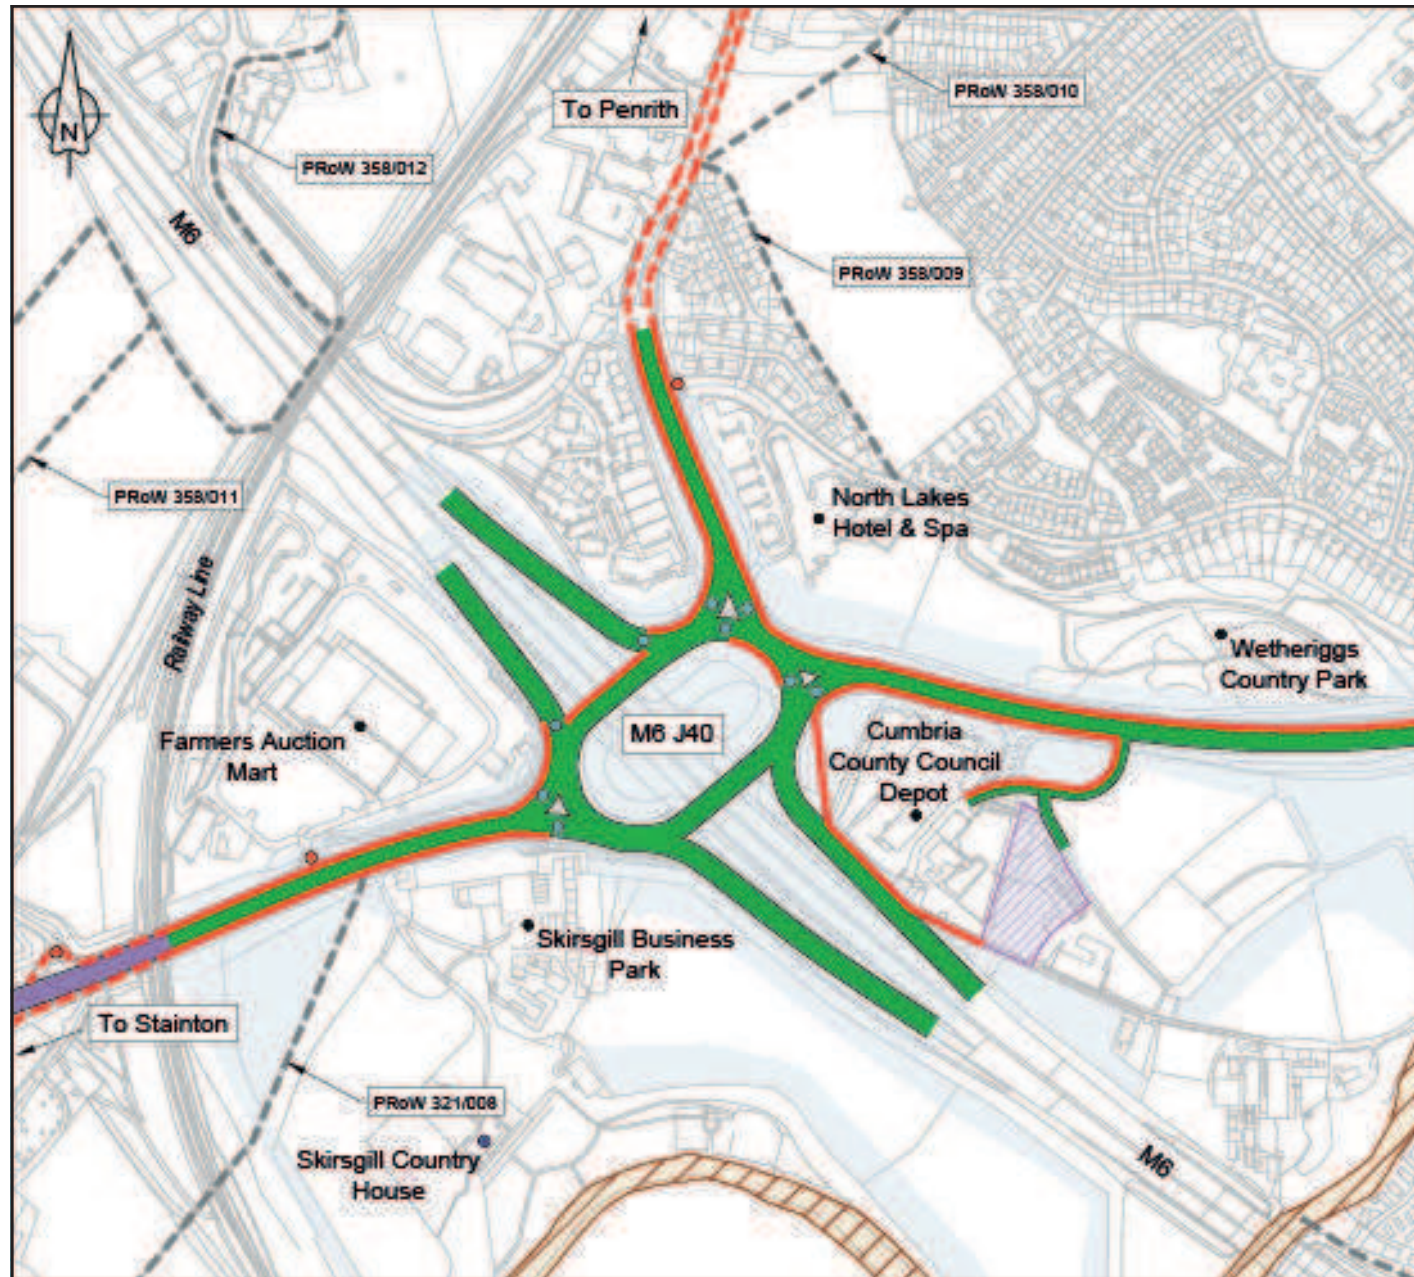 To Penrith
PRoW 358/010
N
PRoW 358/012
M6
PRoW 358/009
PRoW 358/011
North Lakes
Hotel & Spa
Railway Line
Wetheriggs
Country Park
M6 J40
Farmers Auction
Mart
Cumbria
County Council
Depot
Skirsgill Business
Park
To Stainton
PRoW 321/008
Skirsgill Country
House
M6